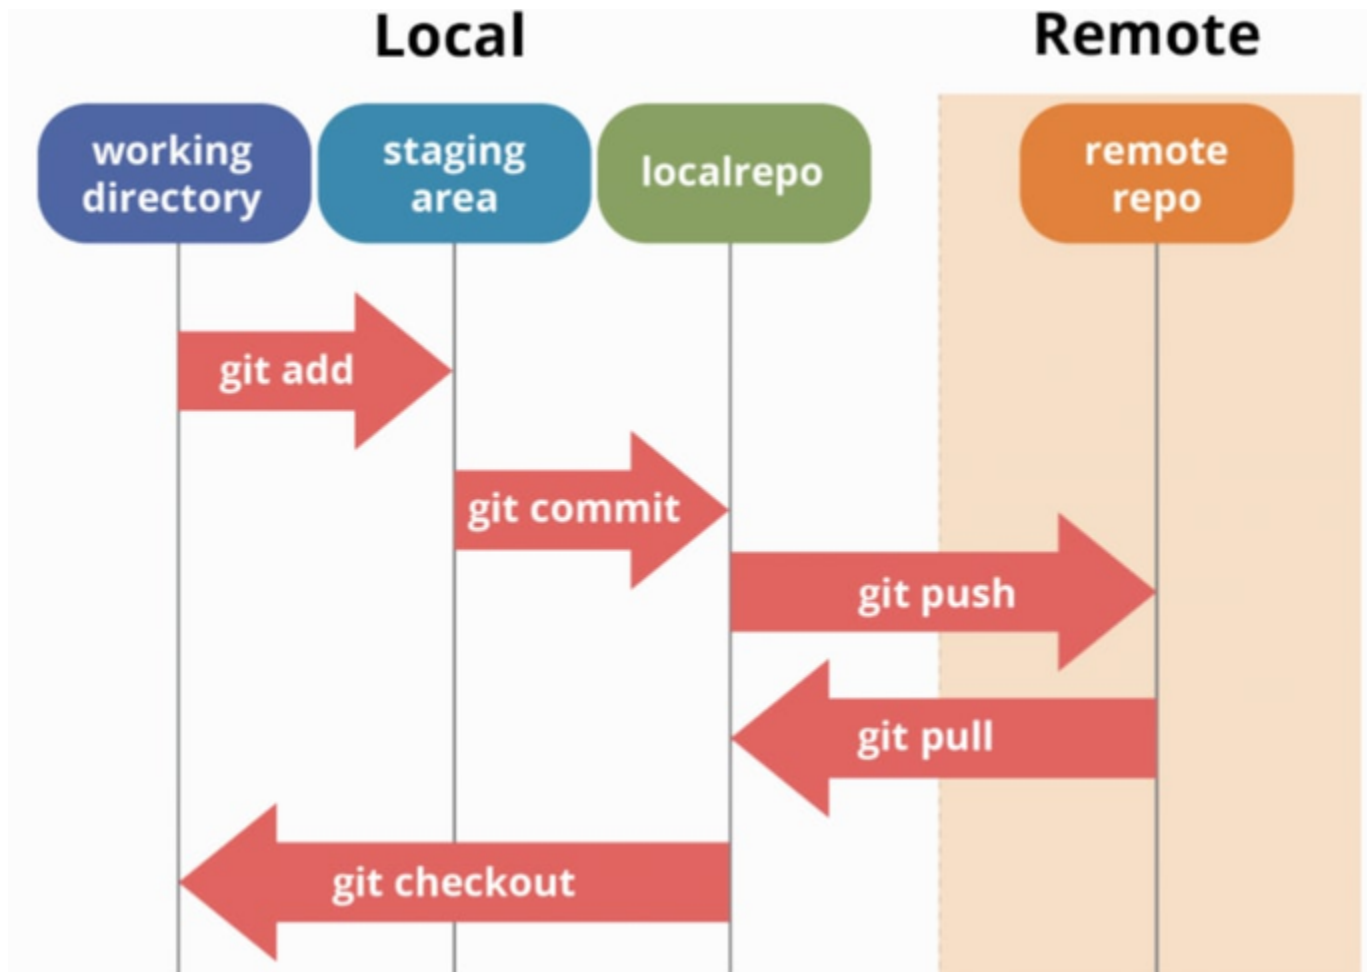 Local
Remote
working
directory
staging
area
localrepo
remote
repo
git add
git commit
git push
git pull
git checkout